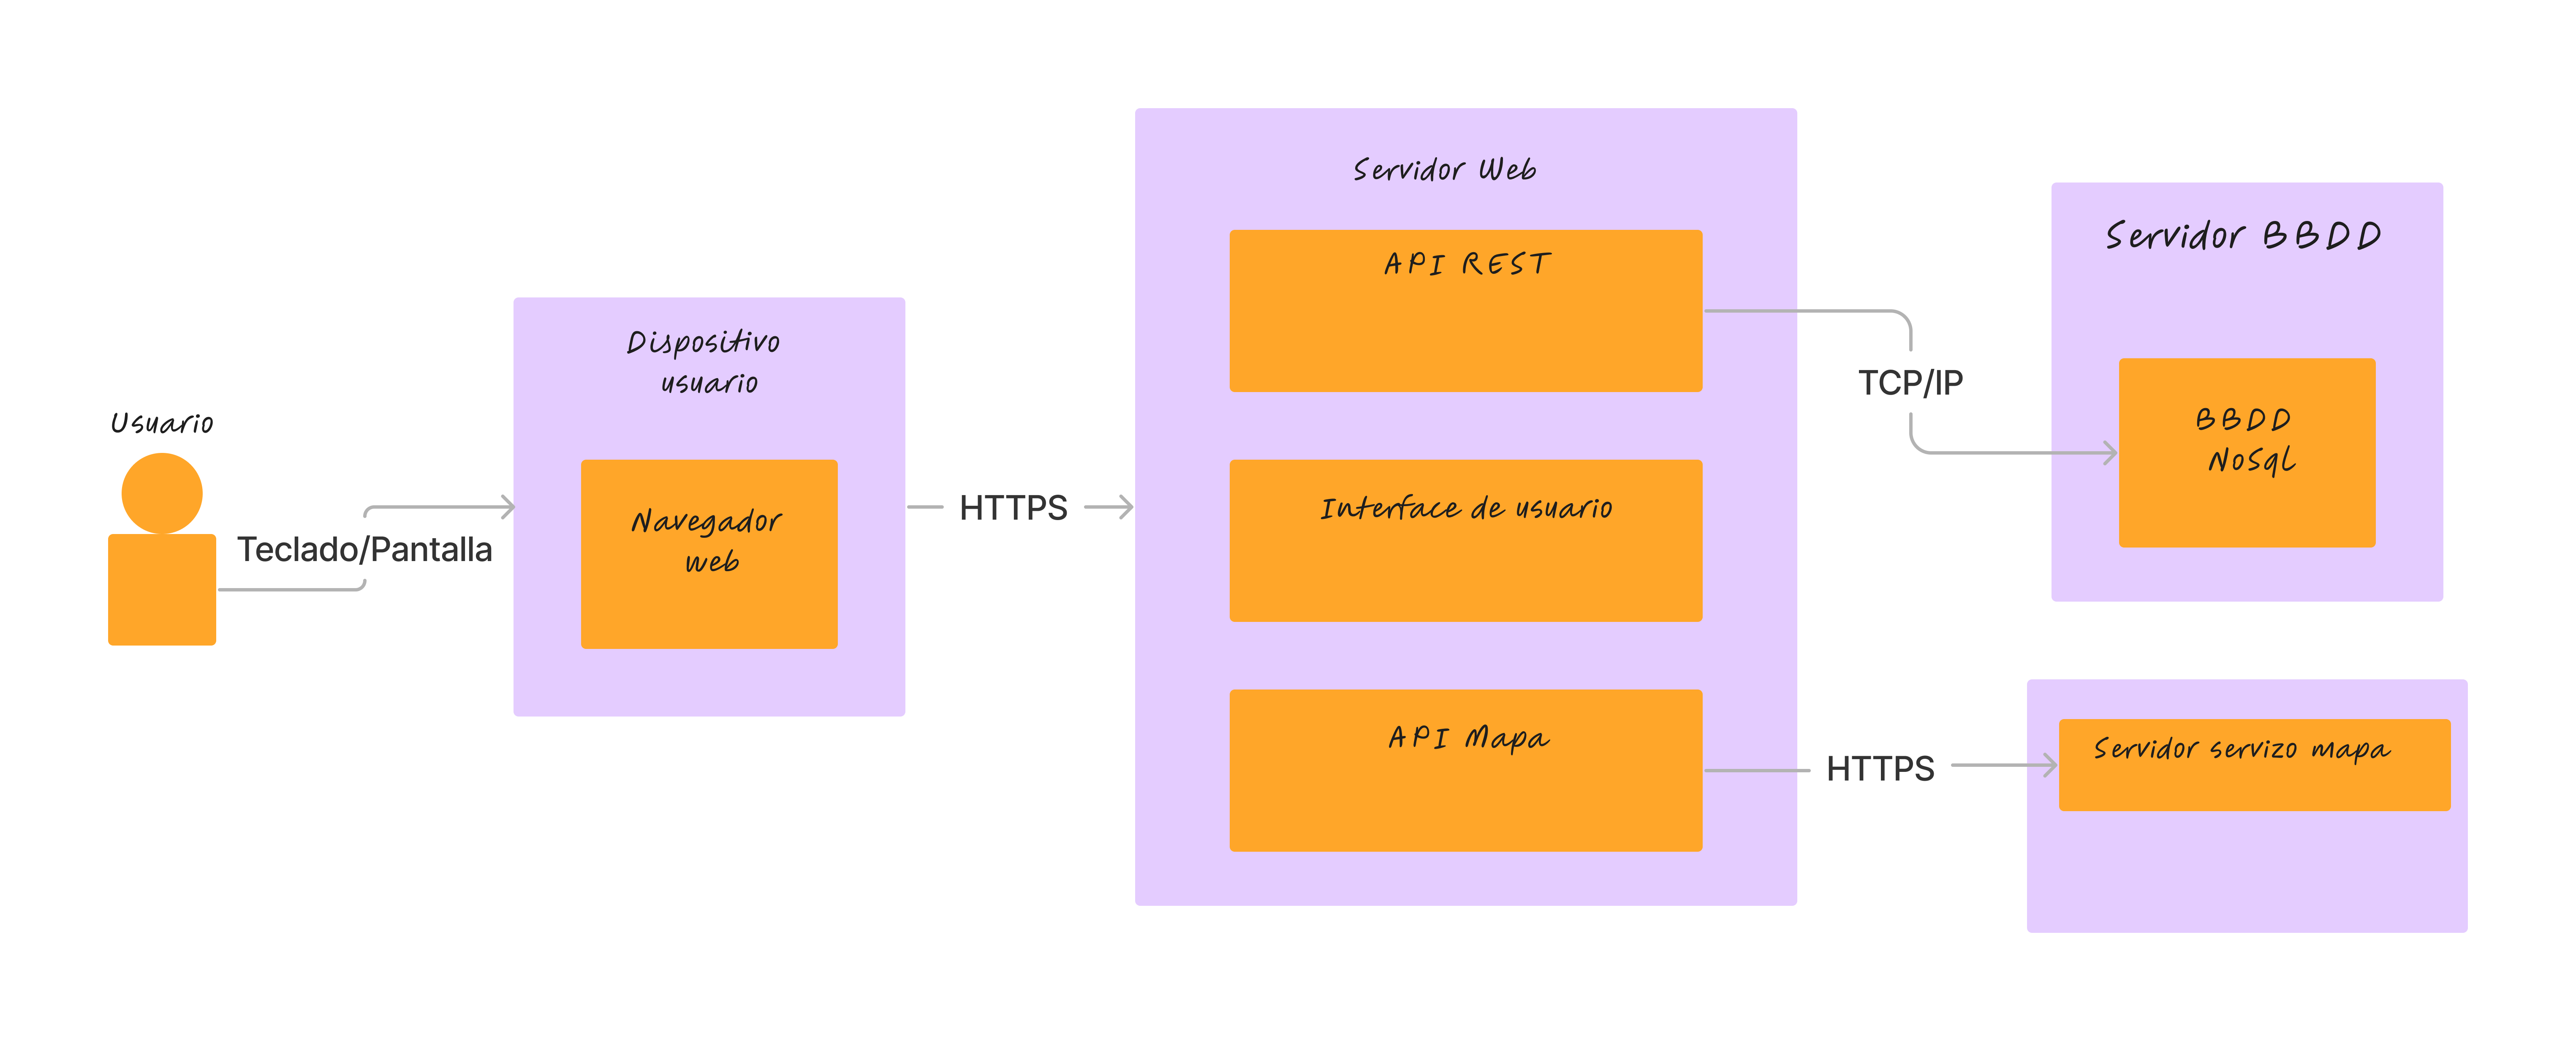 Usuario
Teclado/Pantalla
Dispositivo
usuario
Navegador
web
HTTPS
Servidor Web
API REST
Interface de usuario
API Mapa
TCP/IP
HTTPS
Servidor BBDD
BBDD
NoSql
Servidor servizo mapa